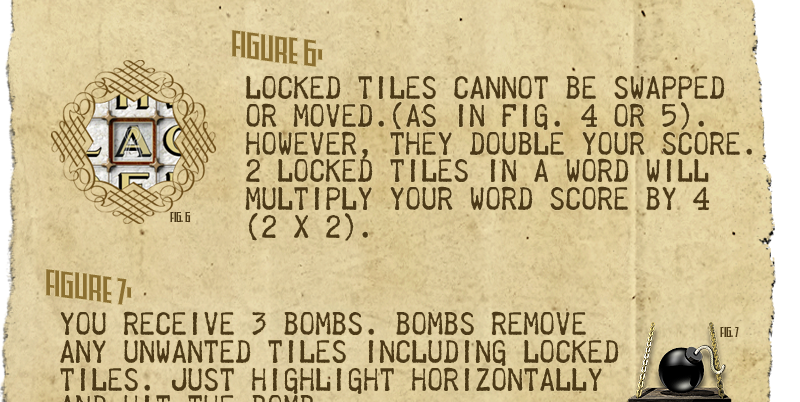 FIGURE 6:
LOCKED TILES CANNOT BE SWAPPED
OR MOVED.(AS IN FIG. 4 OR 5).
HOWEVER, THEY DOUBLE YOUR SCORE.
2 LOCKED TILES IN A WORD WILL
MULTIPLY YOUR WORD SCORE BY 4
(2 X 2).
A
FIG. 6
FIGURE 7:
YOU RECEIVE 3 BOMBS. BOMBS REMOVE
ANY UNWANTED TILES INCLUDING LOCKED
TILES. JUST HIGHLIGHT HORIZONTALLY
AND HIT THE BOMB
FIG. 7